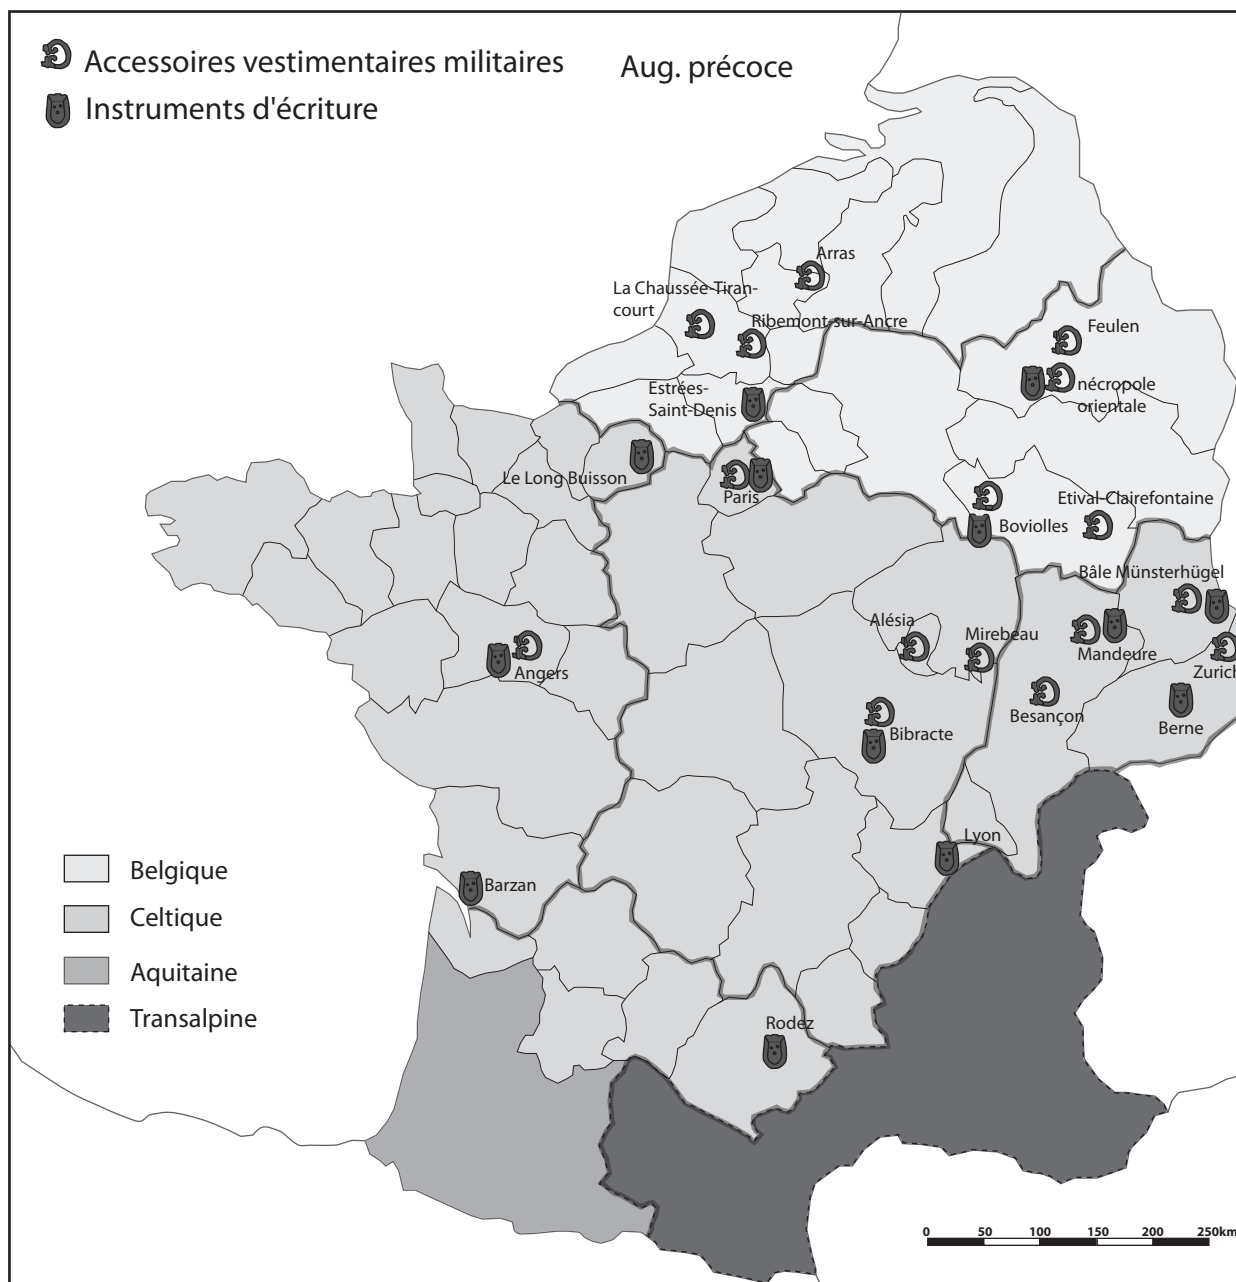 Accessoires vestimentaires militaires
Aug. précoce
Instruments d'écriture
Arras
La Chaussée-Tiran-
court
Ribemont-sur-Ancre
Feulen
Estrées-
Saint-Denis
nécropole
orientale
Le Long Buisson
Paris
Etival-Clairefontaine
Boviolles
Bâle Münsterhügel
Alésia
Mirebeau
Mandeure
Zurich
Angers
Besançon
Berne
Bibracte
Lyon
Barzan
Rodez
Belgique
Celtique
Aquitaine
Transalpine
0 50 100 150 200 250km